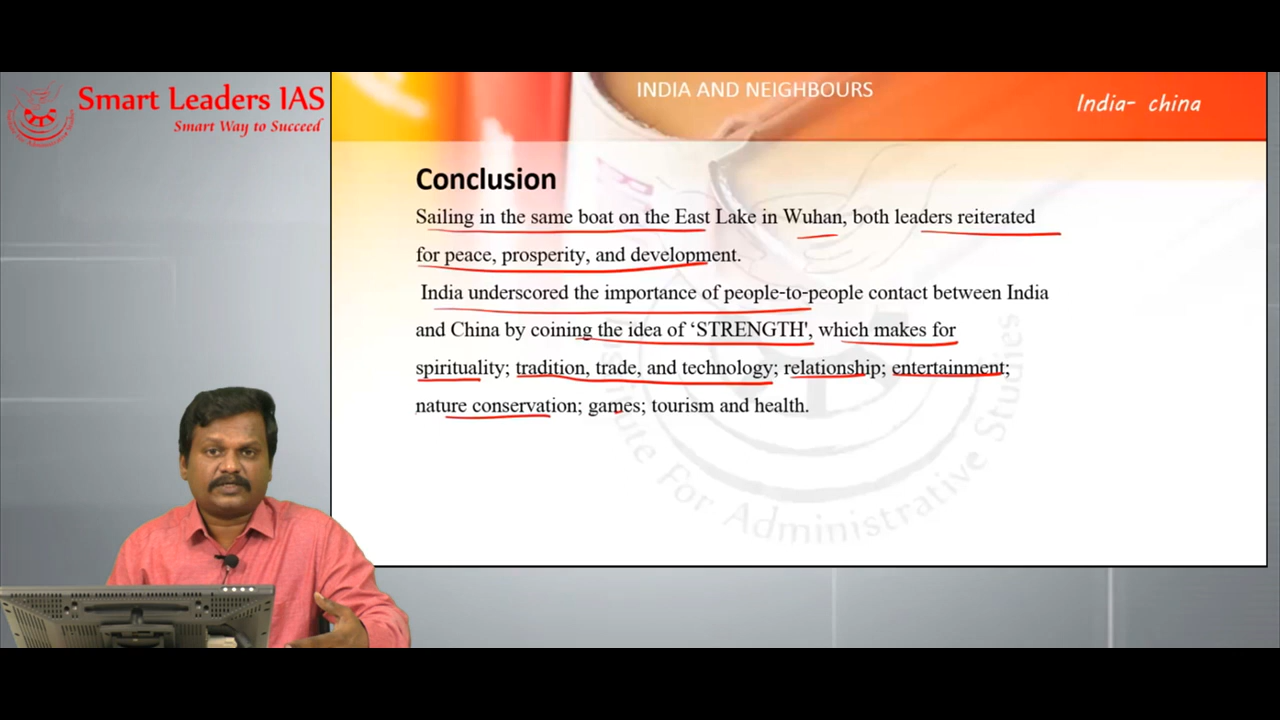 Smart Leaders IAS
Smart Way to Succeed
INDIA AND NEIGHBOURS
India- china
Conclusion
Sailing in the same boat on the East Lake in Wuhan, both leaders reiterated
for peace, prosperity, and development.
India underscored the importance of people-to-people contact between India
and China by coining the idea of ‘STRENGTH', which makes for
spirituality; tradition, trade, and technology; relationship; entertainment;
nature conservation; games; tourism and health.
For Administrative Studies